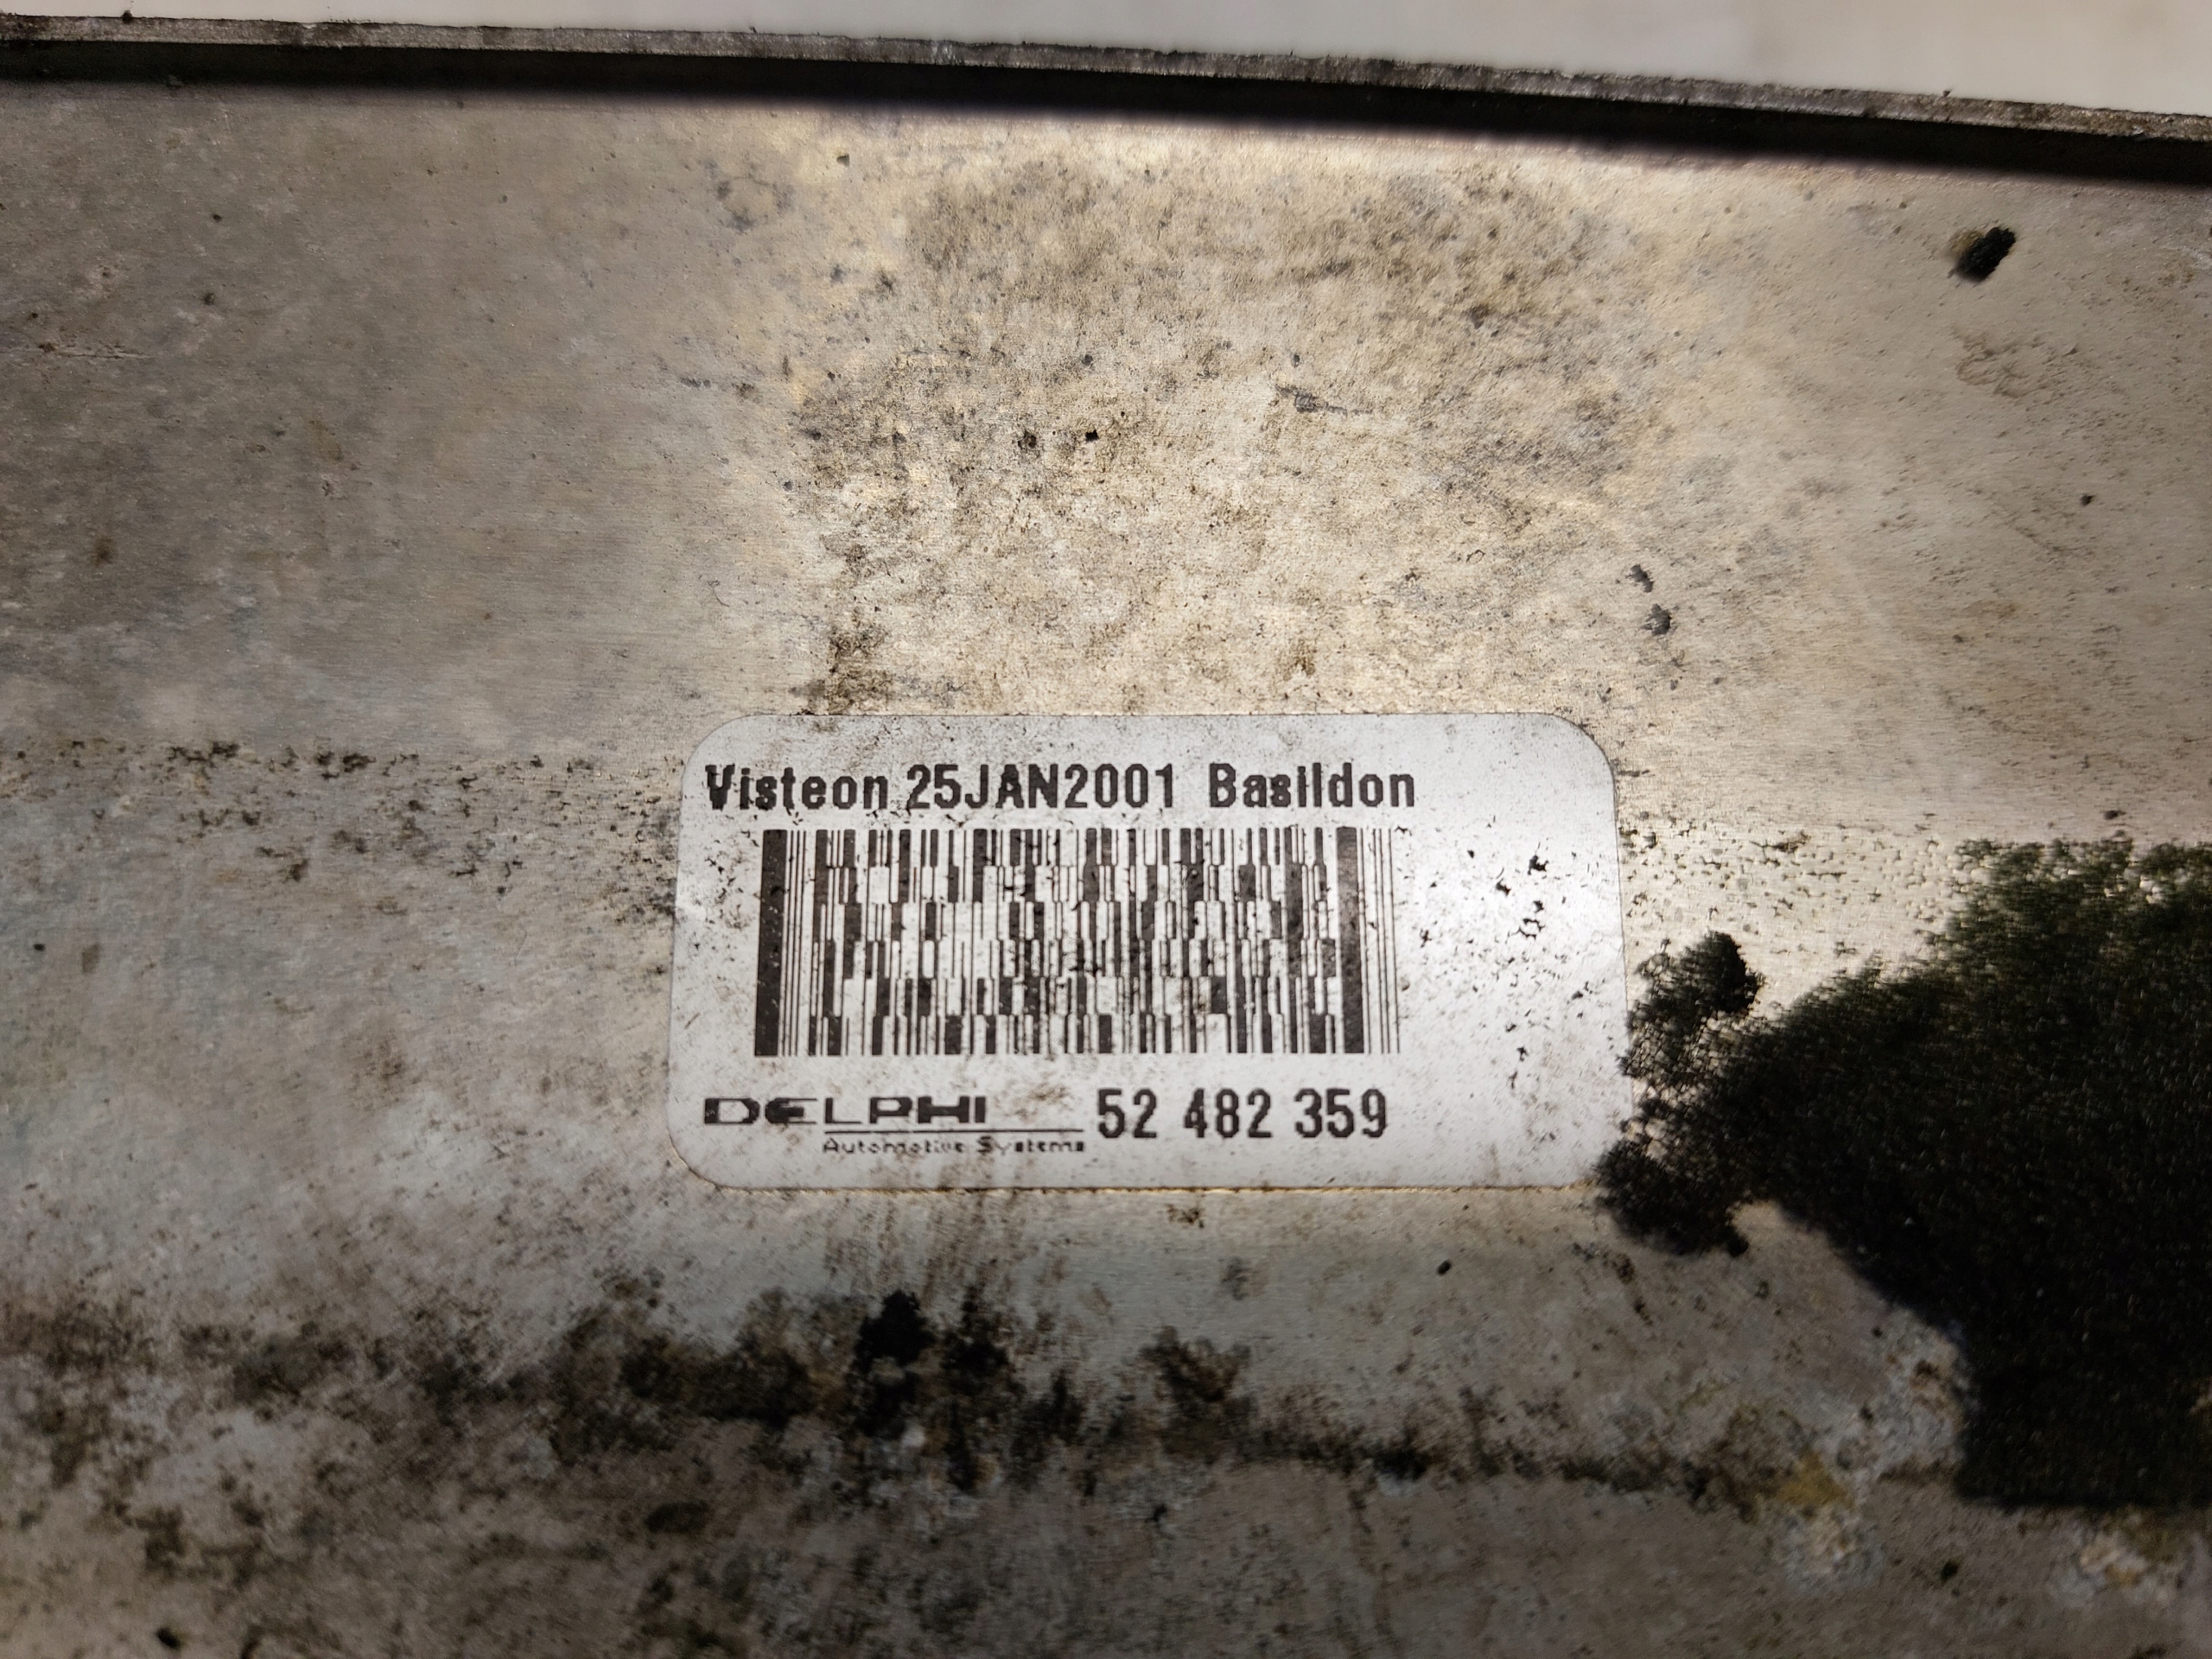 Visteon 25JAN2001 Basildon
DELPHI 52 482 359
Automotive Systems